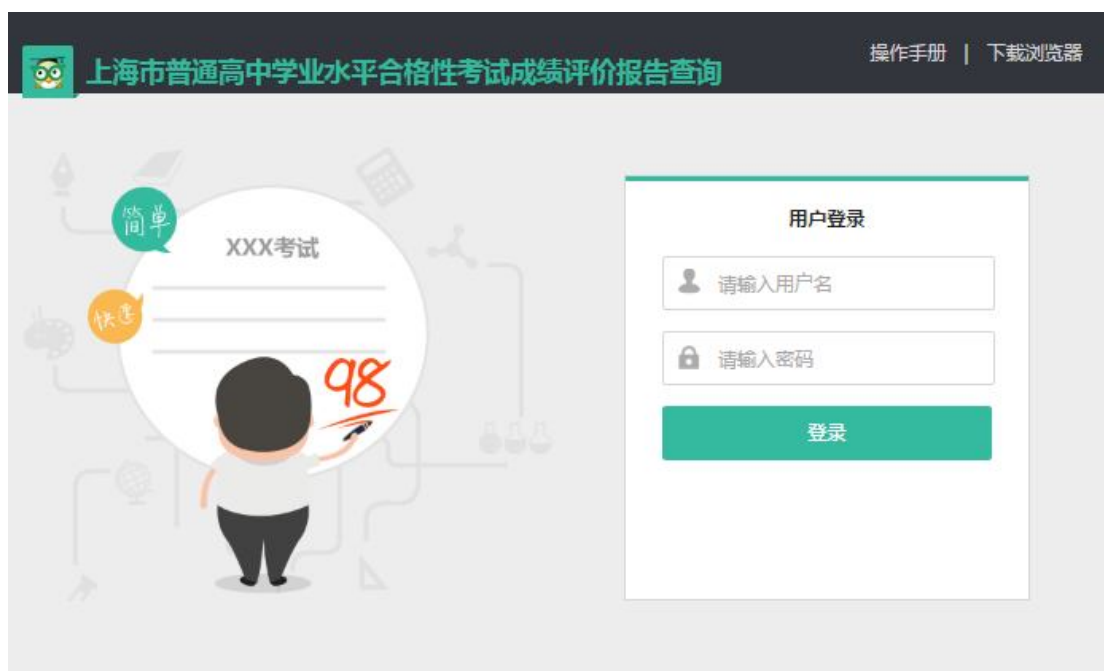 上海市普通高中学业水平合格性考试成绩评价报告查询
操作手册 | 下载浏览器
简单
XXX考试
快速
98
用户登录
请输入用户名
请输入密码
登录